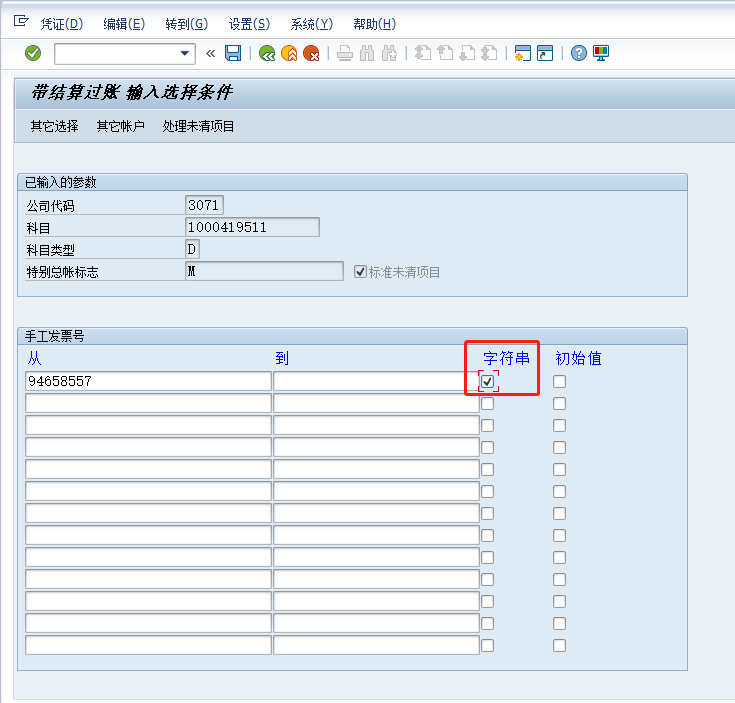 凭证(D) 编辑(E) 转到(G) 设置(S) 系统(Y) 帮助(H)
带结算过账 输入选择条件
其它选择 其它帐户 处理未清项目
已输入的参数
公司代码 3071
科目 1000419511
科目类型 D
特别总帐标志 M 标准未清项目
手工发票号
从 到 字符串 初始值
94658557